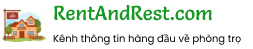 RentAndRest.com
Kênh thông tin hàng đầu về phòng trọ